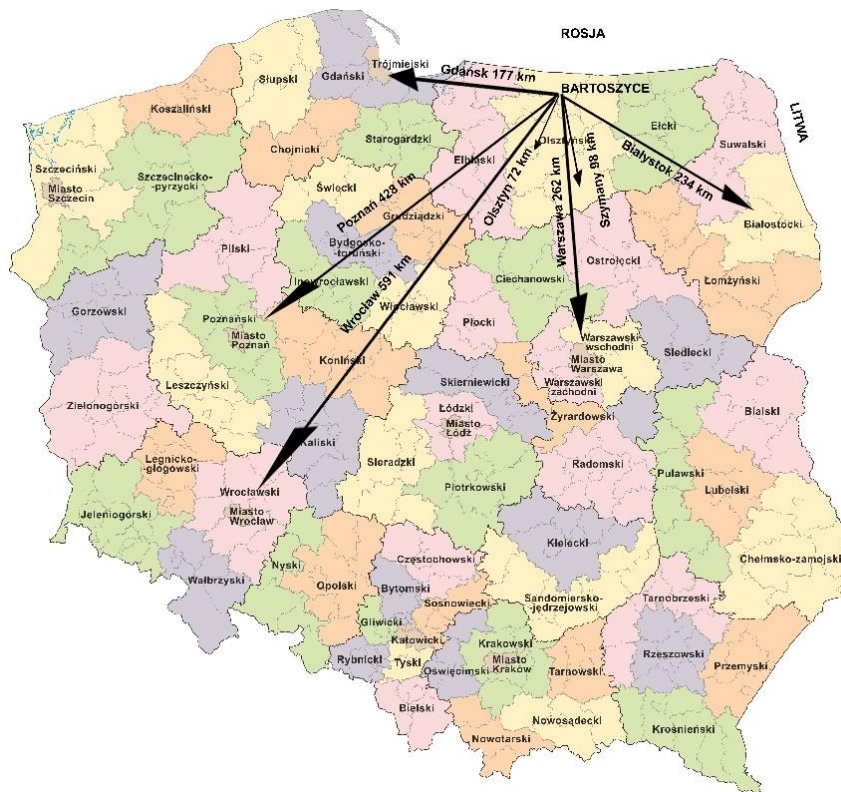 ROSJA
LITWA
BARTOSZYCE
Gdańsk 177 km
Poznań 428 km
Wrocław 591 km
Olsztyn 72 km
Warszawa 262 km
Szymany 98 km
Białystok 234 km
Trójmiejski
Gdański
Słupski
Koszaliński
Chojnicki
Starogardzki
Elbląski
Olsztyński
Ełcki
Suwalski
Szczeciński
Miasto
Szczecin
Szczecinecko-
-pyrzycki
Świecki
Grudziądzki
Białostocki
Pilski
Bydgosko-
-toruński
Inowrocławski
Włocławski
Ciechanowski
Ostrołęcki
Łomżyński
Gorzowski
Poznański
Miasto
Poznań
Płocki
Warszawski
wschodni
Miasto
Warszawa
Warszawski
zachodni
Siedlecki
Leszczyński
Koniński
Skierniewicki
Zielonogórski
Kaliski
Łódzki
Miasto
Łódź
Żyrardowski
Bialski
Legnicko-
-głogowski
Sieradzki
Radomski
Puławski
Lubelski
Wrocławski
Miasto
Wrocław
Piotrkowski
Jeleniogórski
Kielecki
Chełmsko-zamojski
Wałbrzyski
Nyski
Opolski
Częstochowski
Bytomski
Sosnowiecki
Sandomiersko-
jędrzejowski
Tarnobrzeski
Gliwicki
Katowicki
Krakowski
Miasto
Kraków
Rybnicki
Tyski
Oświęcimski
Tarnowski
Rzeszowski
Przemyski
Bielski
Nowotarski
Nowosądecki
Krośnieński